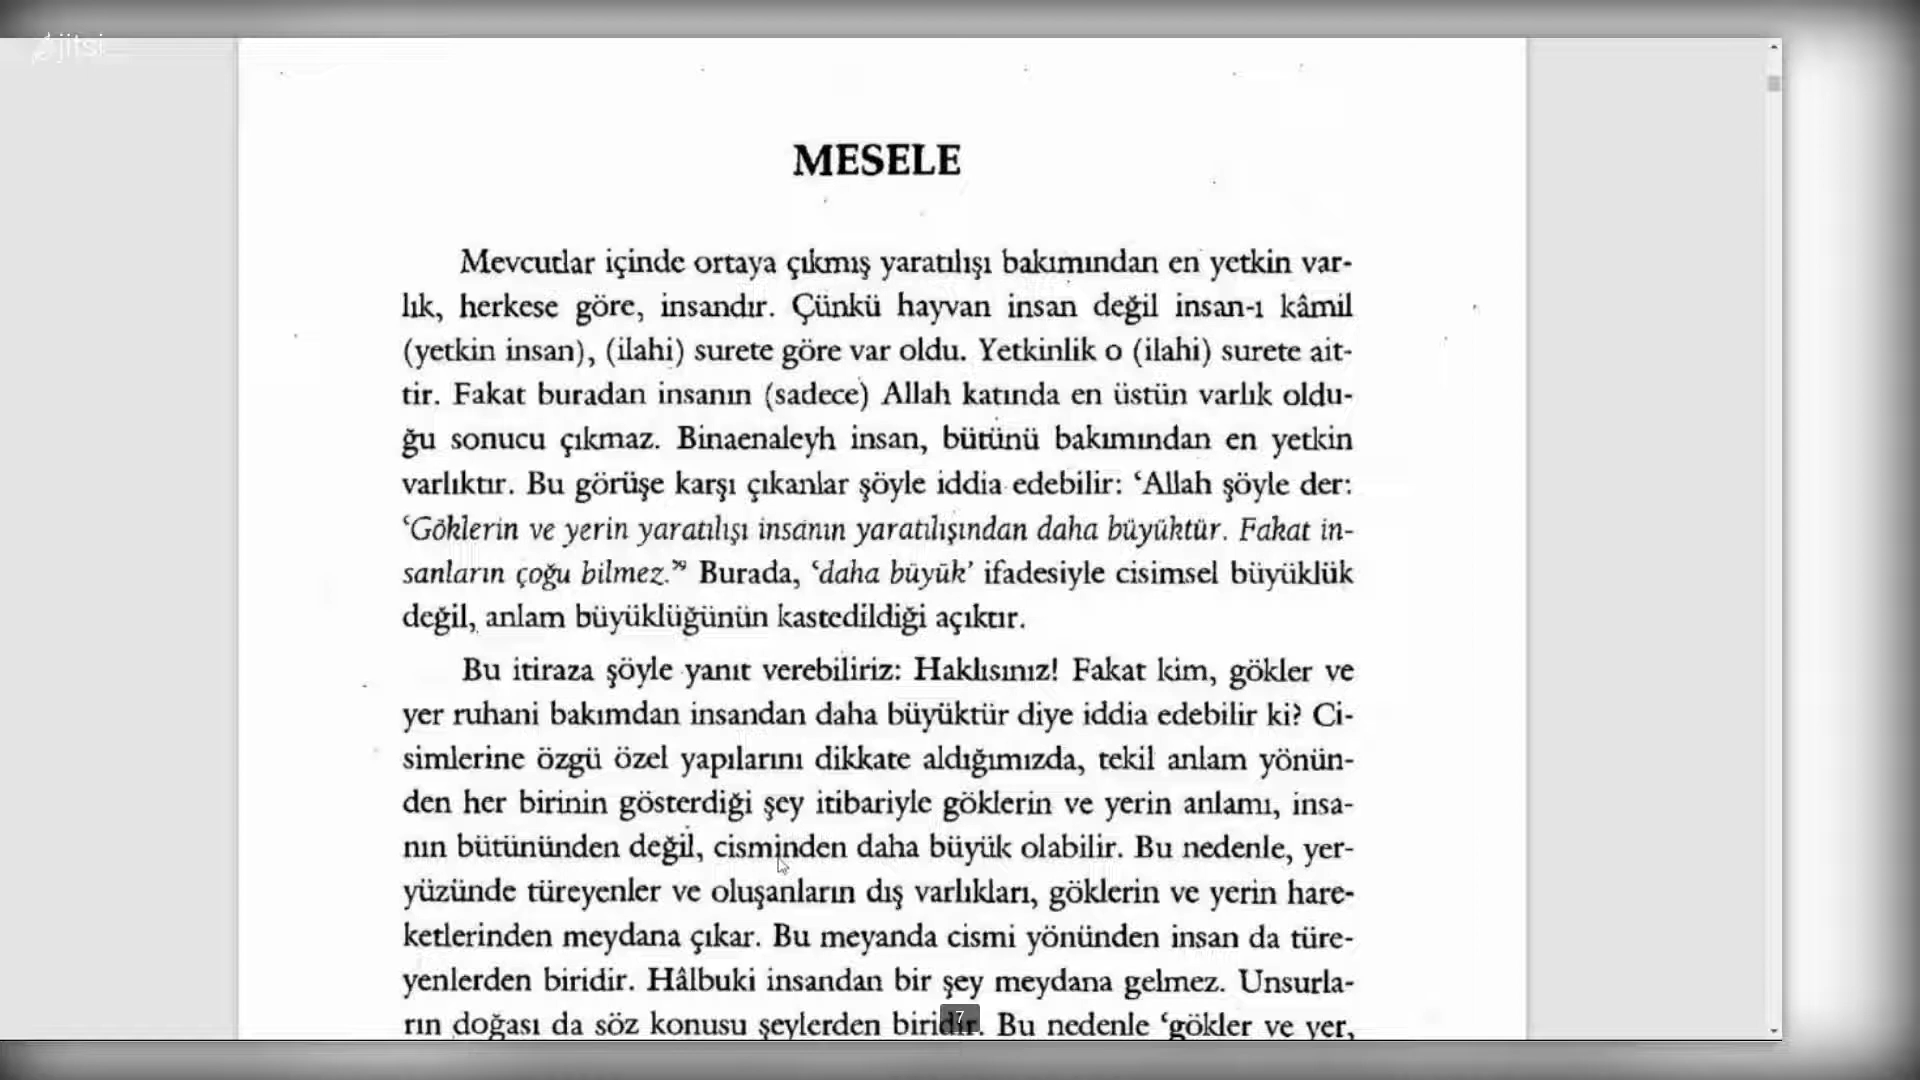 jitsi
MESELE
Mevcutlar içinde ortaya çıkmış yaratılışı bakımından en yetkin var-
lık, herkese göre, insandır. Çünkü hayvan insan değil insan-ı kâmil
(yetkin insan), (ilahi) surete göre var oldu. Yetkinlik o (ilahi) surete ait-
tir. Fakat buradan insanın (sadece) Allah katında en üstün varlık oldu-
ğu sonucu çıkmaz. Binaenaleyh insan, bütünü bakımından en yetkin
varlıktır. Bu görüşe karşı çıkanlar şöyle iddia edebilir: ‘Allah şöyle der:
‘Göklerin ve yerin yaratılışı insanın yaratılışından daha büyüktür. Fakat in-
sanların çoğu bilmez.’⁹ Burada, ‘daha büyük’ ifadesiyle cisimsel büyüklük
değil, anlam büyüklüğünün kastedildiği açıktır.
Bu itiraza şöyle yanıt verebiliriz: Haklısınız! Fakat kim, gökler ve
yer ruhani bakımdan insandan daha büyüktür diye iddia edebilir ki? Ci-
simlerine özgü özel yapılarını dikkate aldığımızda, tekil anlam yönün-
den her birinin gösterdiği şey itibariyle göklerin ve yerin anlamı, insa-
nın bütününden değil, cisminden daha büyük olabilir. Bu nedenle, yer-
yüzünde türeyenler ve oluşanların dış varlıkları, göklerin ve yerin hare-
ketlerinden meydana çıkar. Bu meyanda cismi yönünden insan da türe-
yenlerden biridir. Hâlbuki insandan bir şey meydana gelmez. Unsurla-
rın doğası da söz konusu şeylerden biridir. Bu nedenle ‘gökler ve yer,
7